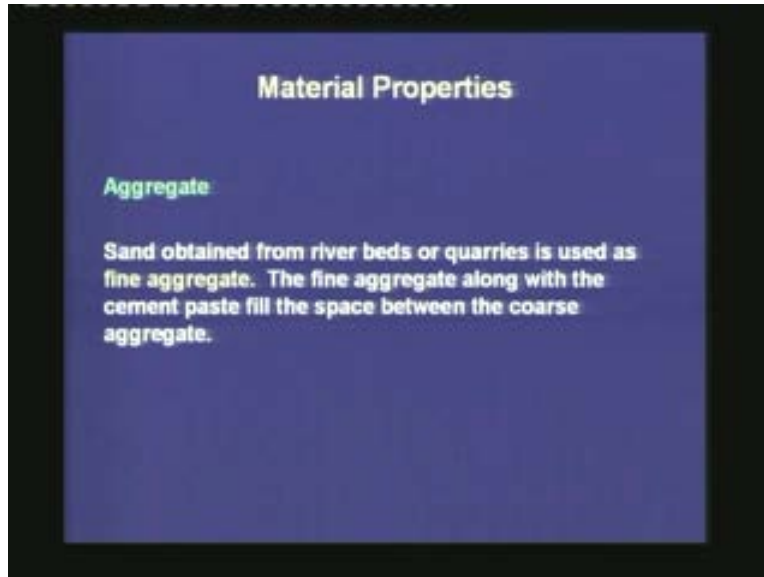 Material Properties
Aggregate
Sand obtained from river beds or quarries is used as
fine aggregate. The fine aggregate along with the
cement paste fill the space between the coarse
aggregate.